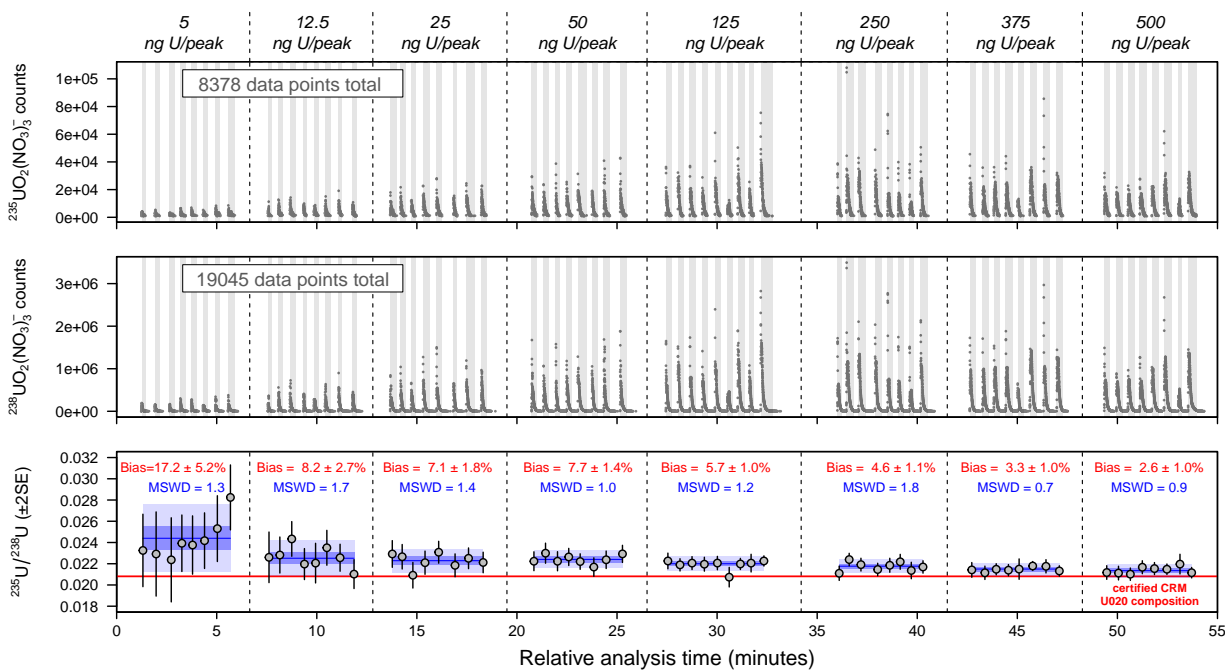 5 12.5 25 50 125 250 375 500
ng U/peak ng U/peak ng U/peak ng U/peak ng U/peak ng U/peak ng U/peak ng U/peak
²³⁵UO₂(NO₃)₃⁻ counts
1e+05
8e+04
6e+04
4e+04
2e+04
0e+00
8378 data points total
²³⁸UO₂(NO₃)₃⁻ counts
3e+06
2e+06
1e+06
0e+00
19045 data points total
²³⁵U/²³⁸U (±2SE)
0.032
0.030
0.028
0.026
0.024
0.022
0.020
0.018
Bias=17.2 ± 5.2% Bias = 8.2 ± 2.7% Bias = 7.1 ± 1.8% Bias = 7.7 ± 1.4% Bias = 5.7 ± 1.0% Bias = 4.6 ± 1.1% Bias = 3.3 ± 1.0% Bias = 2.6 ± 1.0%
MSWD = 1.3 MSWD = 1.7 MSWD = 1.4 MSWD = 1.0 MSWD = 1.2 MSWD = 1.8 MSWD = 0.7 MSWD = 0.9
certified CRM
U020 composition
0 5 10 15 20 25 30 35 40 45 50 55
Relative analysis time (minutes)